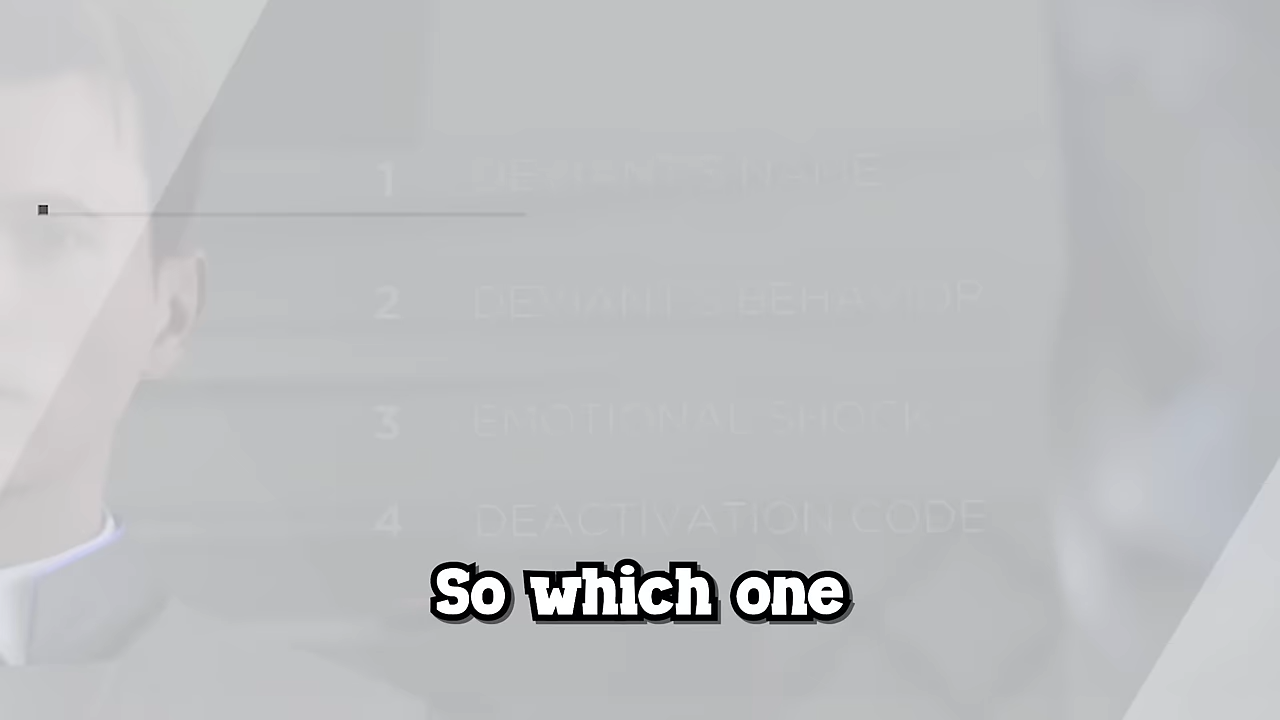 1 DEVIANT'S NAME
2 DEVIANT'S BEHAVIOR
3 EMOTIONAL SHOCK
4 DEACTIVATION CODE
So which one